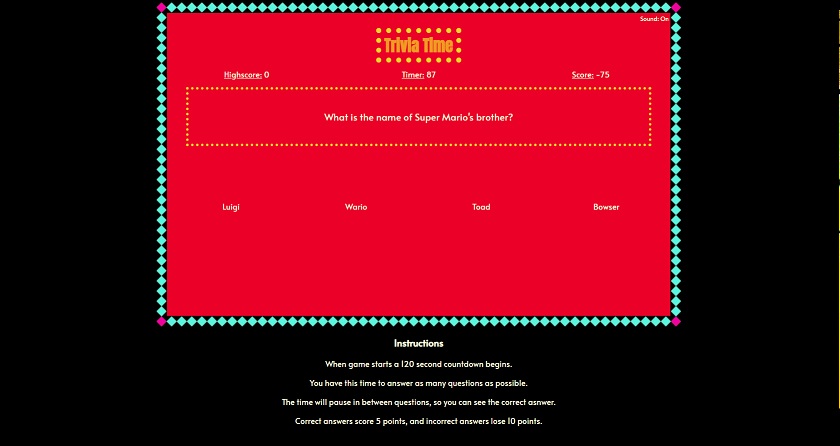 Sound: On
Trivia Time
Highscore: 0 Timer: 87 Score: -75
What is the name of Super Mario's brother?
Luigi Wario Toad Bowser
Instructions
When game starts a 120 second countdown begins.
You have this time to answer as many questions as possible.
The time will pause in between questions, so you can see the correct asnwer.
Correct answers score 5 points, and incorrect answers lose 10 points.